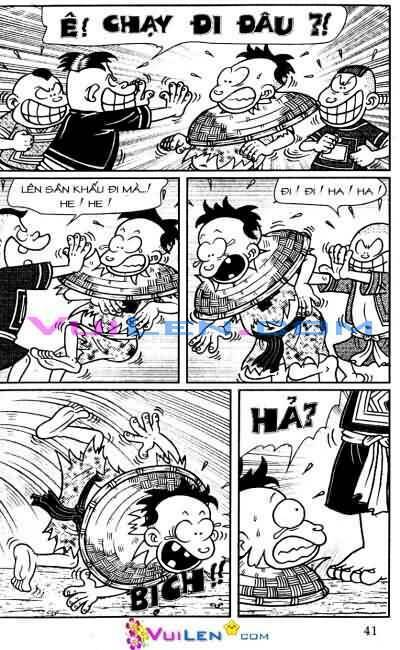 Ê! CHẠY ĐI ĐÂU ?!
LÊN SÂN KHẤU ĐI MÀ...!
HE! HE!
ĐI! ĐI! HA! HA!
VUILEN.COM
HẢ?
BỊCH!!
41
VUILEN.COM